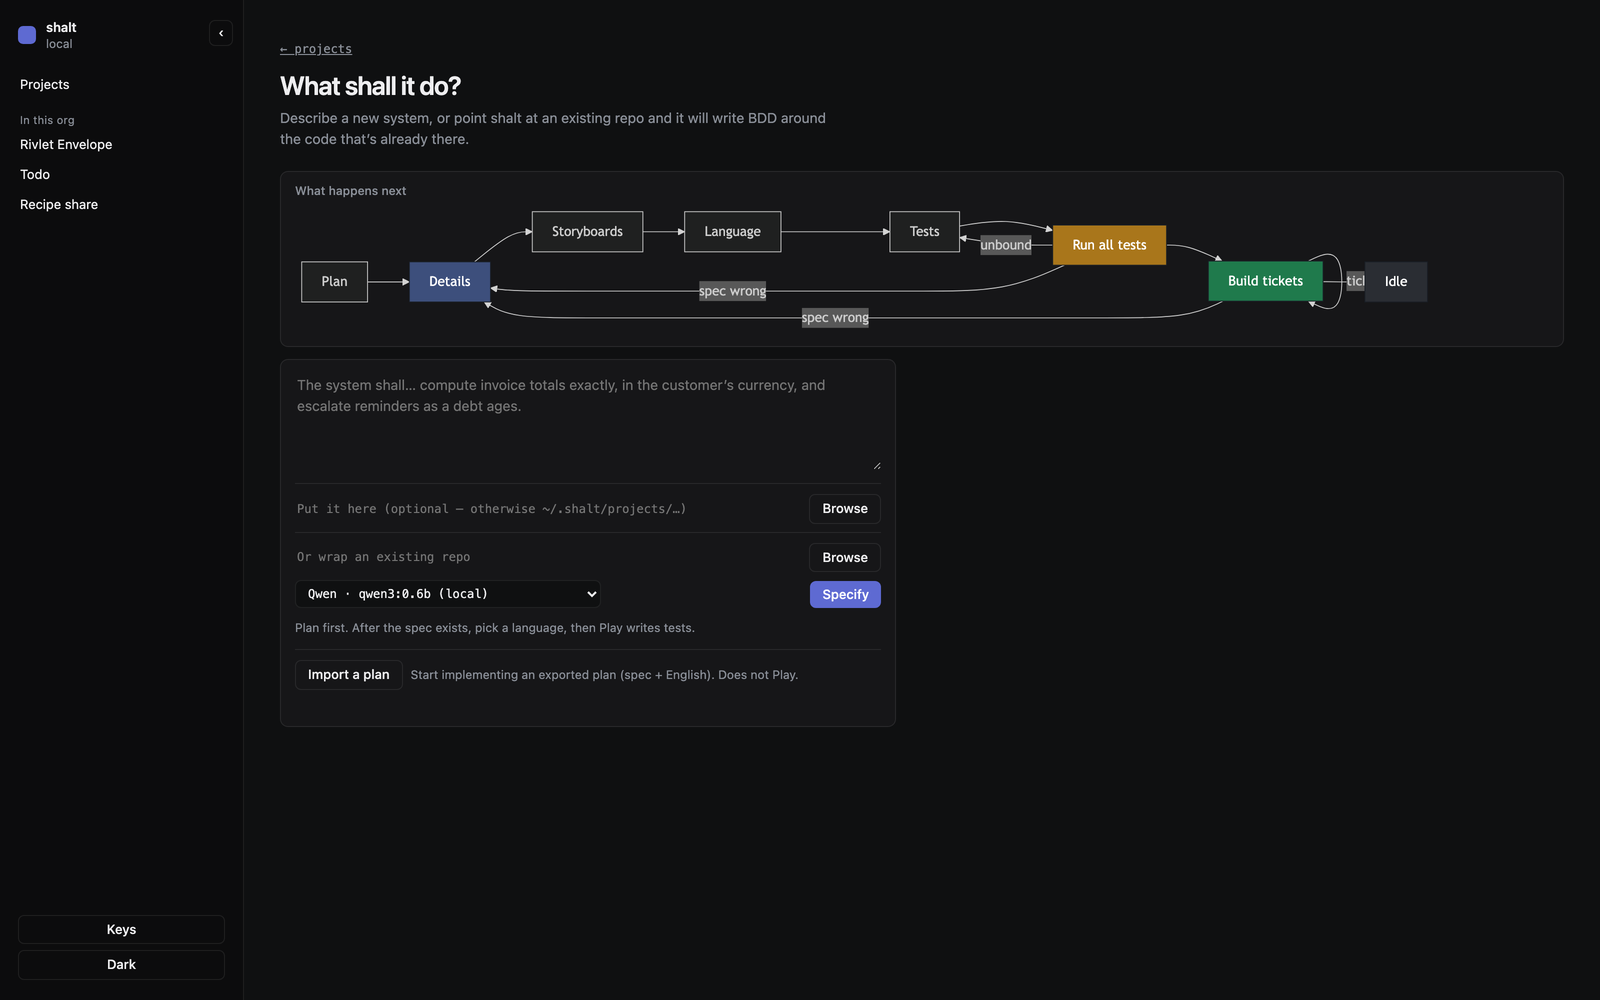 shalt
local
‹
Projects
In this org
Rivlet Envelope
Todo
Recipe share
Keys
Dark
← projects
What shall it do?
Describe a new system, or point shalt at an existing repo and it will write BDD around
the code that’s already there.
What happens next
Plan
Details
Storyboards
Language
Tests
unbound
Run all tests
spec wrong
spec wrong
Build tickets
Idle
The system shall… compute invoice totals exactly, in the customer’s currency, and
escalate reminders as a debt ages.
Put it here (optional — otherwise ~/.shalt/projects/…)
Browse
Or wrap an existing repo
Browse
Qwen · qwen3:0.6b (local)
Specify
Plan first. After the spec exists, pick a language, then Play writes tests.
Import a plan
Start implementing an exported plan (spec + English). Does not Play.